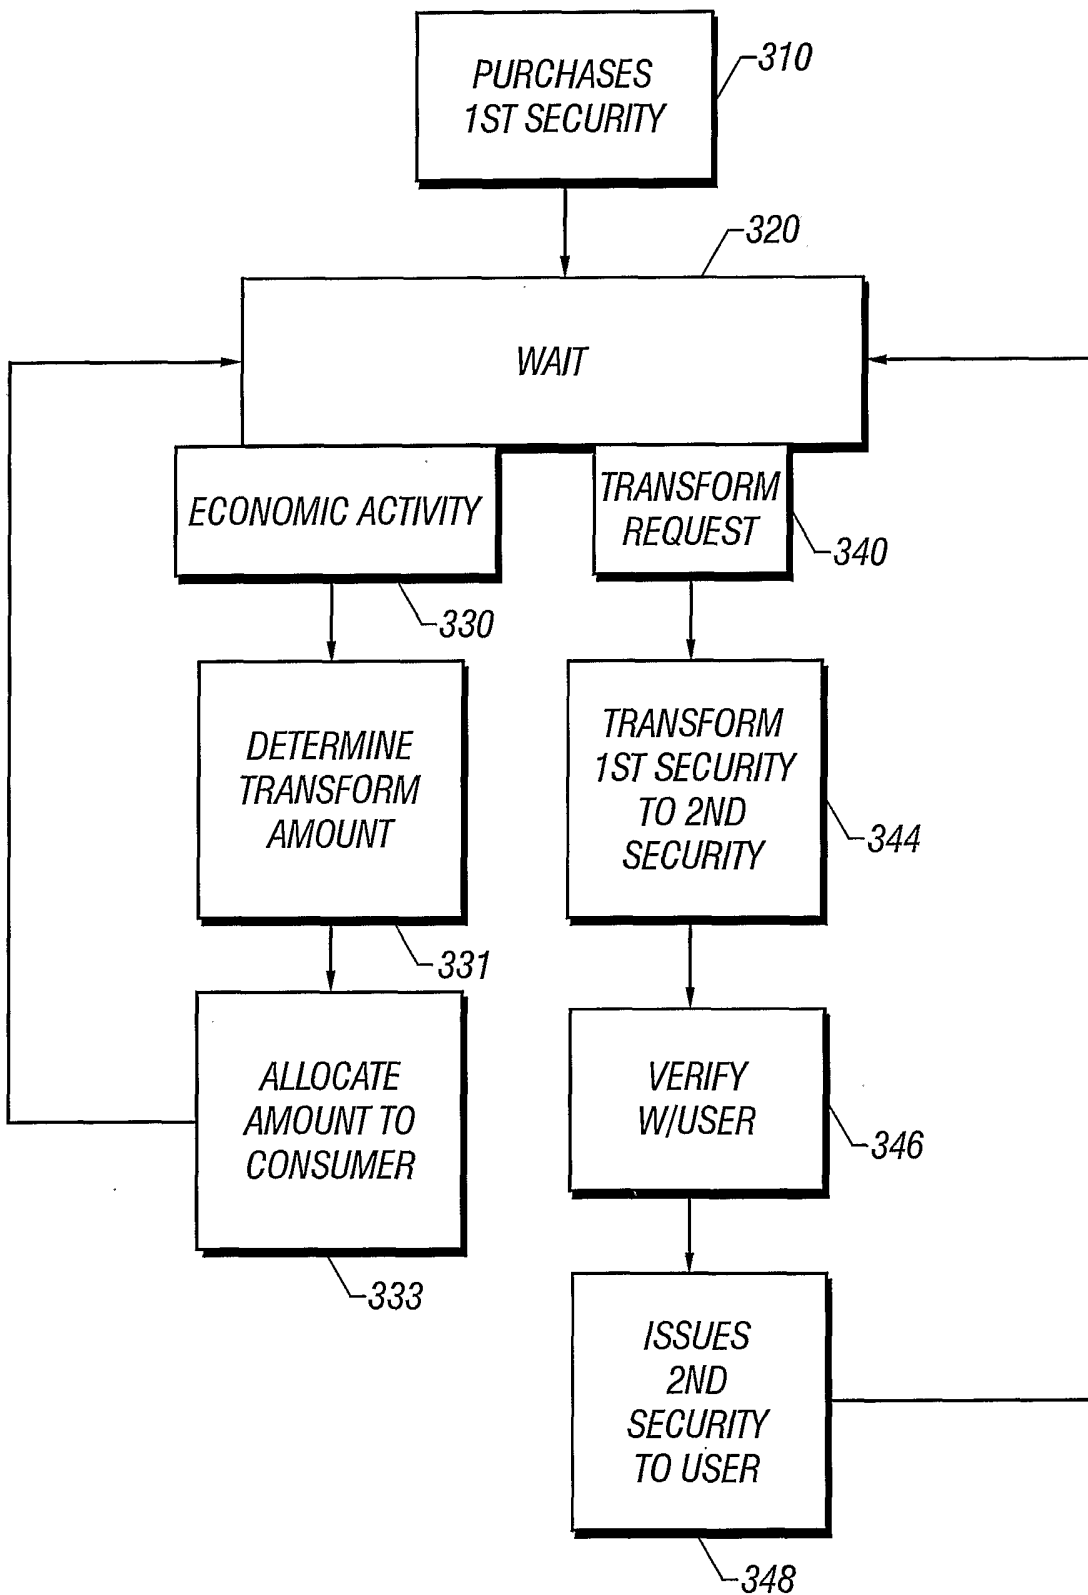 PURCHASES
1ST SECURITY
310
320
WAIT
ECONOMIC ACTIVITY
330
TRANSFORM
REQUEST
340
DETERMINE
TRANSFORM
AMOUNT
331
TRANSFORM
1ST SECURITY
TO 2ND
SECURITY
344
ALLOCATE
AMOUNT TO
CONSUMER
333
VERIFY
W/USER
346
ISSUES
2ND
SECURITY
TO USER
348